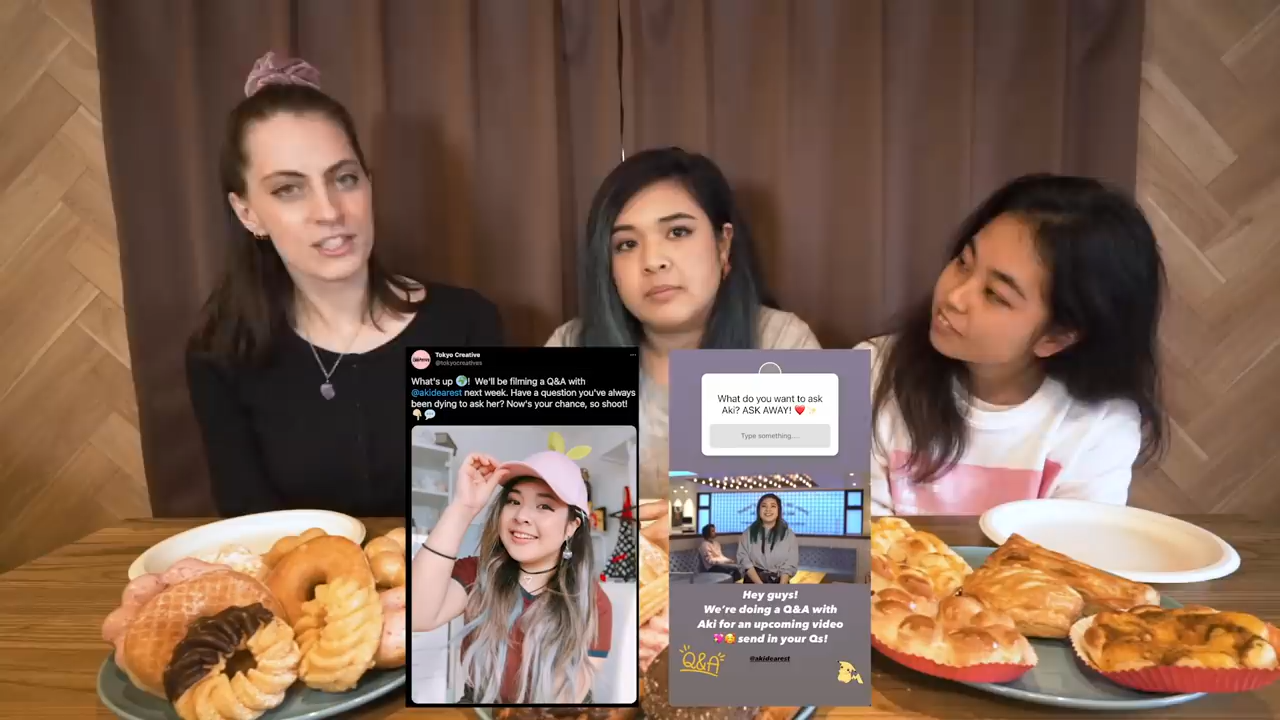 Tokyo Creative
@tokyocreatives
What's up 🌏! We'll be filming a Q&A with
@akidearest next week. Have a question you've always
been dying to ask her? Now's your chance, so shoot!
👇💬
What do you want to ask
Aki? ASK AWAY! ❤️✨
Type something...
Hey guys!
We're doing a Q&A with
Aki for an upcoming video
💖🥰 send in your Qs!
Q&A
@akidearest